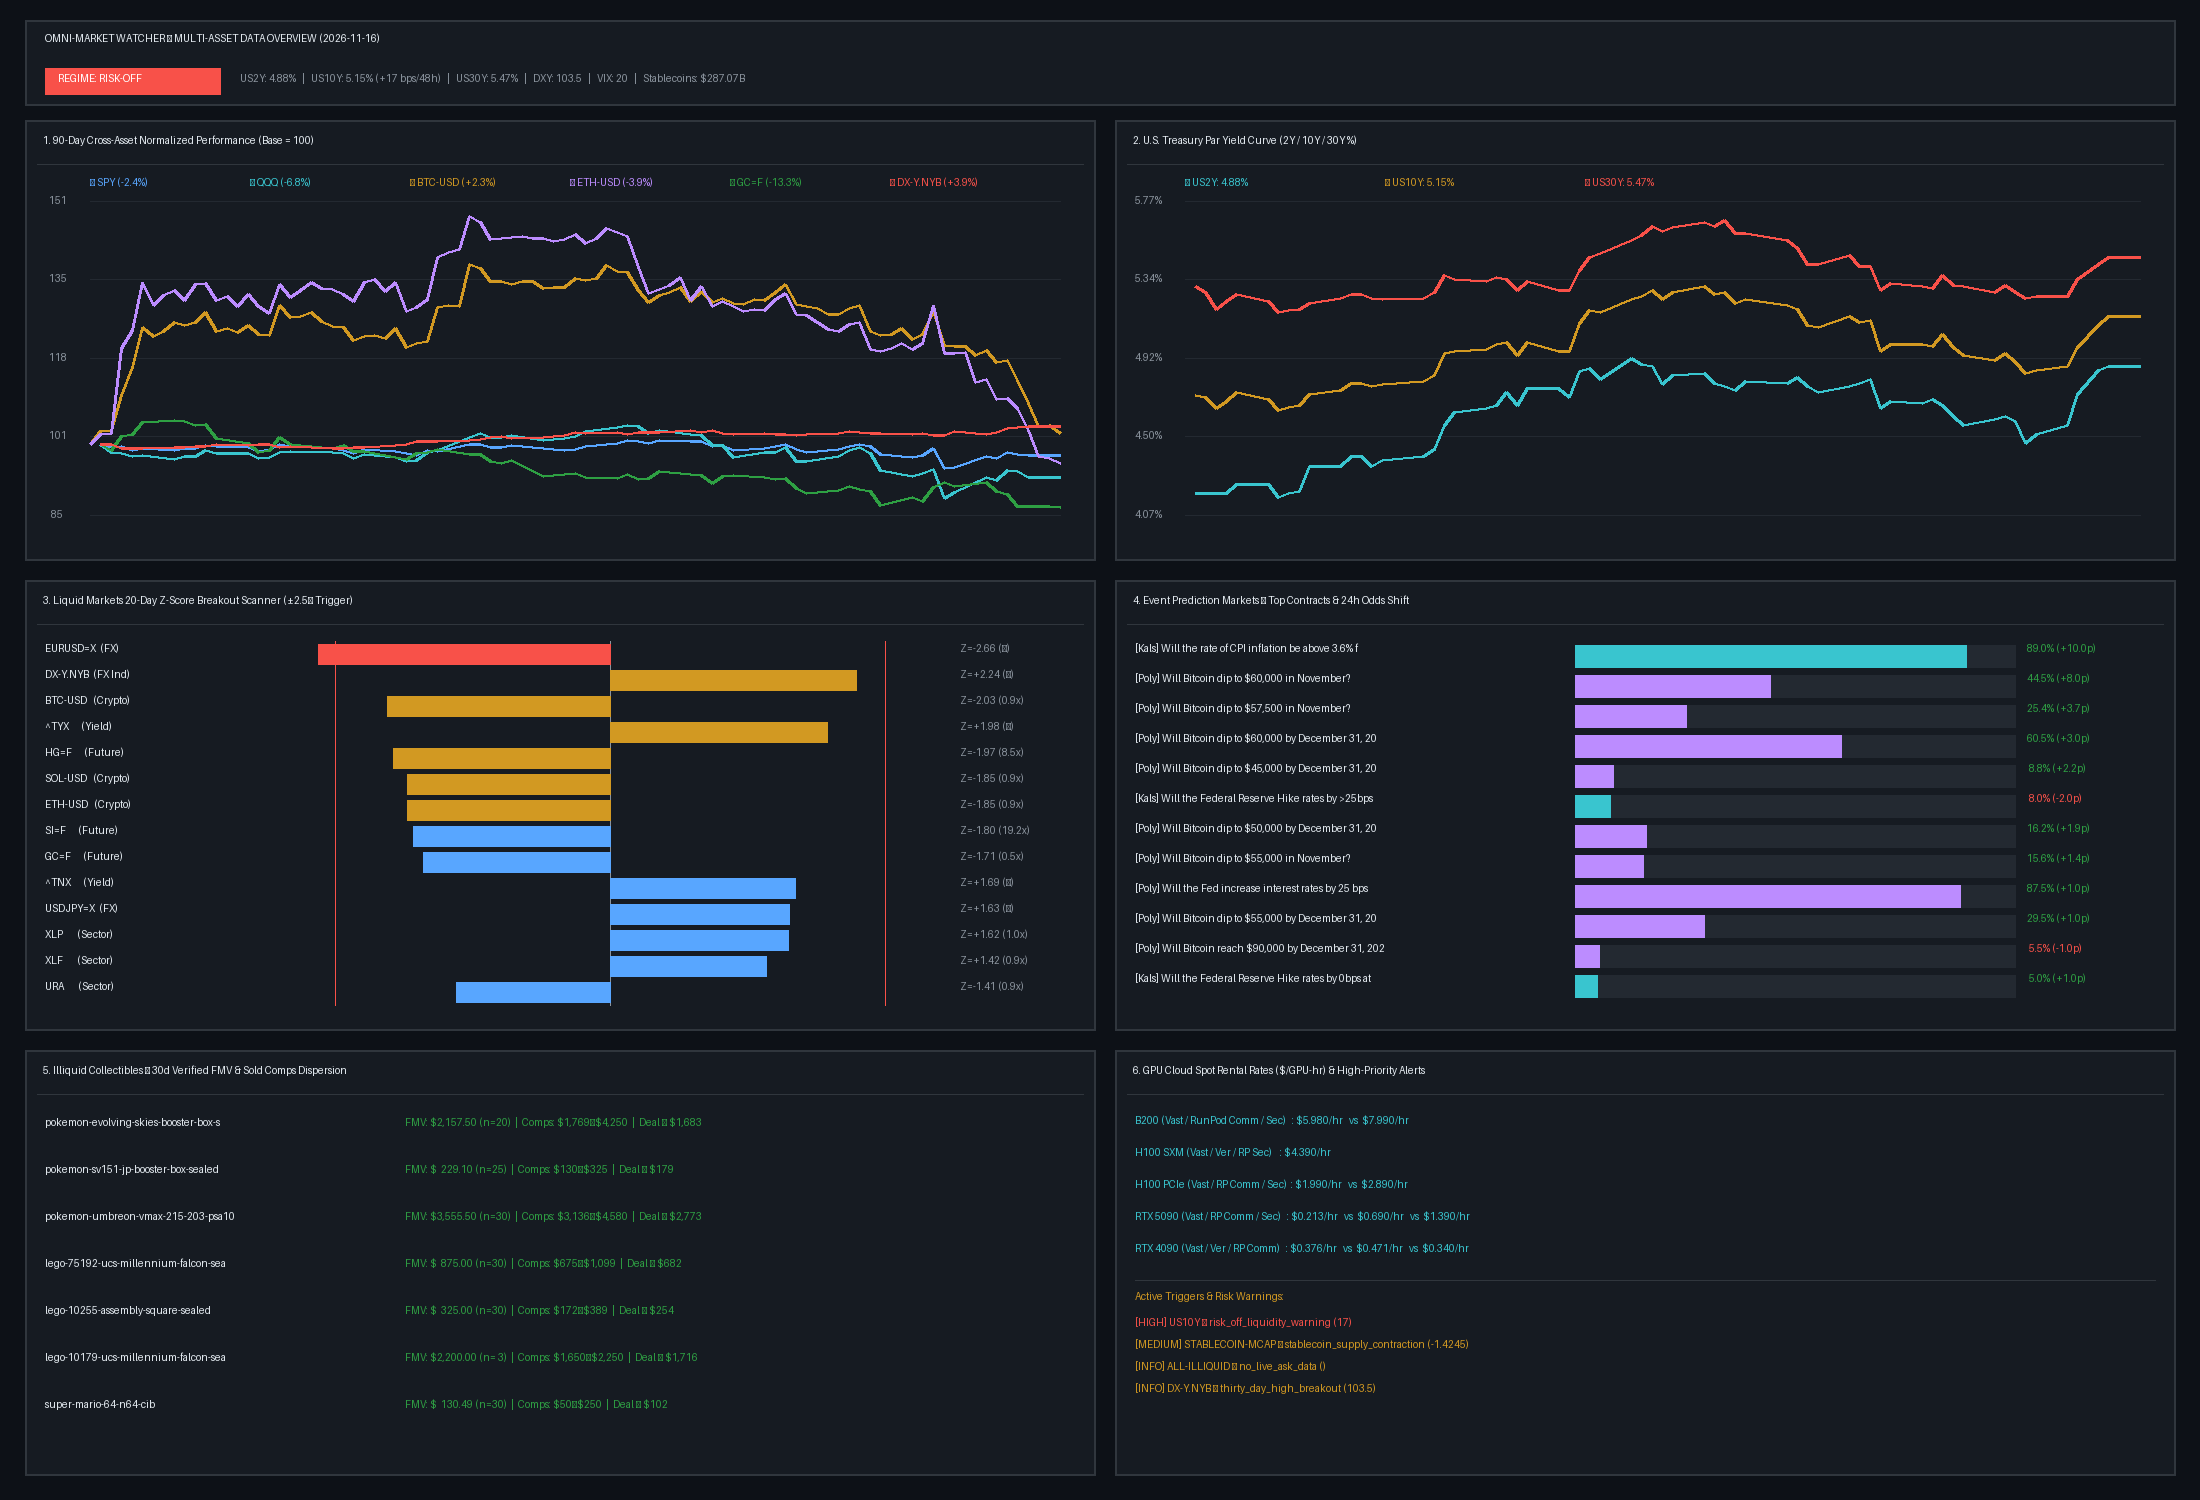 OMNI-MARKET WATCHER▯MULTI-ASSET DATA OVERVIEW (2026-11-16)
REGIME: RISK-OFF
US2Y: 4.88% | US10Y: 5.15% (+17 bps/48h) | US30Y: 5.47% | DXY: 103.5 | VIX: 20 | Stablecoins: $287.07B
1. 90-Day Cross-Asset Normalized Performance (Base = 100)
▯ SPY (-2.4%) ▯ QQQ (-6.8%) ▯ BTC-USD (+2.3%) ▯ ETH-USD (-3.9%) ▯ GC=F (-13.3%) ▯ DX-Y.NYB (+3.9%)
151
135
118
101
85
2. U.S. Treasury Par Yield Curve (2Y / 10Y / 30Y %)
▯ US2Y: 4.88% ▯ US10Y: 5.15% ▯ US30Y: 5.47%
5.77%
5.34%
4.92%
4.50%
4.07%
3. Liquid Markets 20-Day Z-Score Breakout Scanner (±2.5▯ Trigger)
EURUSD=X (FX) Z=-2.66 (▯)
DX-Y.NYB (FX Ind) Z=+2.24 (▯)
BTC-USD (Crypto) Z=-2.03 (0.9x)
^TYX (Yield) Z=+1.98 (▯)
HG=F (Future) Z=-1.97 (8.5x)
SOL-USD (Crypto) Z=-1.85 (0.9x)
ETH-USD (Crypto) Z=-1.85 (0.9x)
SI=F (Future) Z=-1.80 (19.2x)
GC=F (Future) Z=-1.71 (0.5x)
^TNX (Yield) Z=+1.69 (▯)
USDJPY=X (FX) Z=+1.63 (▯)
XLP (Sector) Z=+1.62 (1.0x)
XLF (Sector) Z=+1.42 (0.9x)
URA (Sector) Z=-1.41 (0.9x)
4. Event Prediction Markets ▯ Top Contracts & 24h Odds Shift
[Kals] Will the rate of CPI inflation be above 3.6% f 89.0% (+10.0p)
[Poly] Will Bitcoin dip to $60,000 in November? 44.5% (+8.0p)
[Poly] Will Bitcoin dip to $57,500 in November? 25.4% (+3.7p)
[Poly] Will Bitcoin dip to $60,000 by December 31, 20 60.5% (+3.0p)
[Poly] Will Bitcoin dip to $45,000 by December 31, 20 8.8% (+2.2p)
[Kals] Will the Federal Reserve Hike rates by >25bps 8.0% (-2.0p)
[Poly] Will Bitcoin dip to $50,000 by December 31, 20 16.2% (+1.9p)
[Poly] Will Bitcoin dip to $55,000 in November? 15.6% (+1.4p)
[Poly] Will the Fed increase interest rates by 25 bps 87.5% (+1.0p)
[Poly] Will Bitcoin dip to $55,000 by December 31, 20 29.5% (+1.0p)
[Poly] Will Bitcoin reach $90,000 by December 31, 202 5.5% (-1.0p)
[Kals] Will the Federal Reserve Hike rates by 0bps at 5.0% (+1.0p)
5. Illiquid Collectibles ▯ 30d Verified FMV & Sold Comps Dispersion
pokemon-evolving-skies-booster-box-s FMV: $2,157.50 (n=20) | Comps: $1,769▯$4,250 | Deal ▯ $1,683
pokemon-sv151-jp-booster-box-sealed FMV: $ 229.10 (n=25) | Comps: $130▯$325 | Deal ▯ $179
pokemon-umbreon-vmax-215-203-psa10 FMV: $3,555.50 (n=30) | Comps: $3,136▯$4,580 | Deal ▯ $2,773
lego-75192-ucs-millennium-falcon-sea FMV: $ 875.00 (n=30) | Comps: $675▯$1,099 | Deal ▯ $682
lego-10255-assembly-square-sealed FMV: $ 325.00 (n=30) | Comps: $172▯$389 | Deal ▯ $254
lego-10179-ucs-millennium-falcon-sea FMV: $2,200.00 (n= 3) | Comps: $1,650▯$2,250 | Deal ▯ $1,716
super-mario-64-n64-cib FMV: $ 130.49 (n=30) | Comps: $50▯$250 | Deal ▯ $102
6. GPU Cloud Spot Rental Rates ($/GPU-hr) & High-Priority Alerts
B200 (Vast / RunPod Comm / Sec) : $5.980/hr vs $7.990/hr
H100 SXM (Vast / Ver / RP Sec) : $4.390/hr
H100 PCIe (Vast / RP Comm / Sec) : $1.990/hr vs $2.890/hr
RTX 5090 (Vast / RP Comm / Sec) : $0.213/hr vs $0.690/hr vs $1.390/hr
RTX 4090 (Vast / Ver / RP Comm) : $0.376/hr vs $0.471/hr vs $0.340/hr
Active Triggers & Risk Warnings:
[HIGH] US10Y ▯ risk_off_liquidity_warning (17)
[MEDIUM] STABLECOIN-MCAP ▯ stablecoin_supply_contraction (-1.4245)
[INFO] ALL-ILLIQUID ▯ no_live_ask_data ()
[INFO] DX-Y.NYB ▯ thirty_day_high_breakout (103.5)